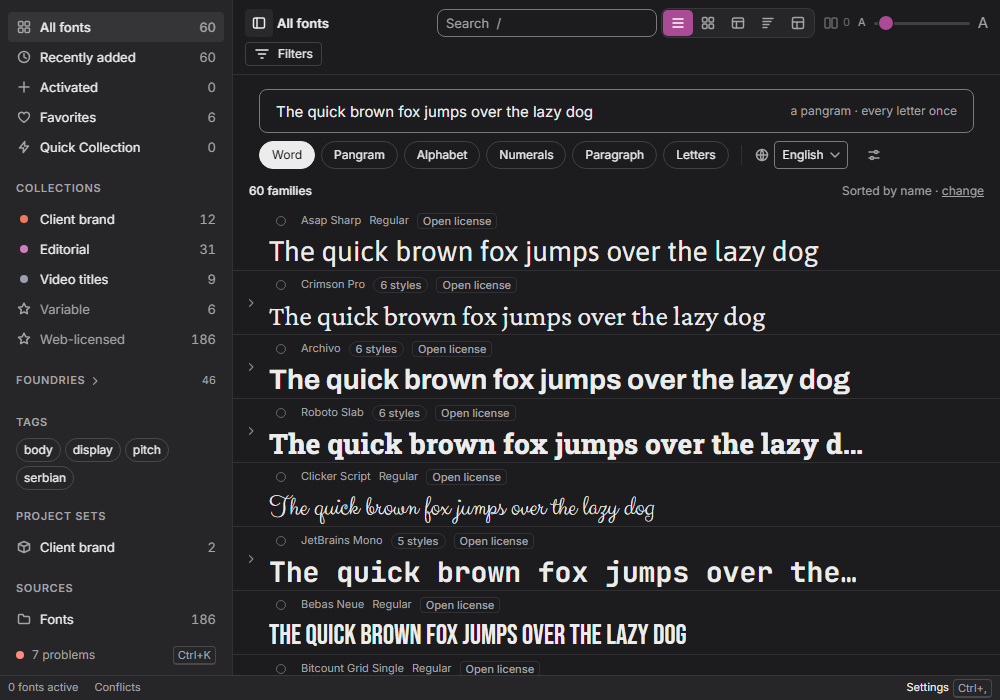 All fonts 60
Recently added 60
Activated 0
Favorites 6
Quick Collection 0
COLLECTIONS
Client brand 12
Editorial 31
Video titles 9
Variable 6
Web-licensed 186
FOUNDRIES 46
TAGS
body display pitch
serbian
PROJECT SETS
Client brand 2
SOURCES
Fonts 186
7 problems Ctrl+K
All fonts
Search / 
0 A A
Filters
The quick brown fox jumps over the lazy dog a pangram · every letter once
Word Pangram Alphabet Numerals Paragraph Letters English
60 families Sorted by name · change
Asap Sharp Regular Open license
The quick brown fox jumps over the lazy dog
Crimson Pro 6 styles Open license
The quick brown fox jumps over the lazy dog
Archivo 6 styles Open license
The quick brown fox jumps over the lazy dog
Roboto Slab 6 styles Open license
The quick brown fox jumps over the lazy d…
Clicker Script Regular Open license
The quick brown fox jumps over the lazy dog
JetBrains Mono 5 styles Open license
The quick brown fox jumps over the…
Bebas Neue Regular Open license
THE QUICK BROWN FOX JUMPS OVER THE LAZY DOG
Bitcount Grid Single Regular Open license
0 fonts active Conflicts Settings Ctrl+,